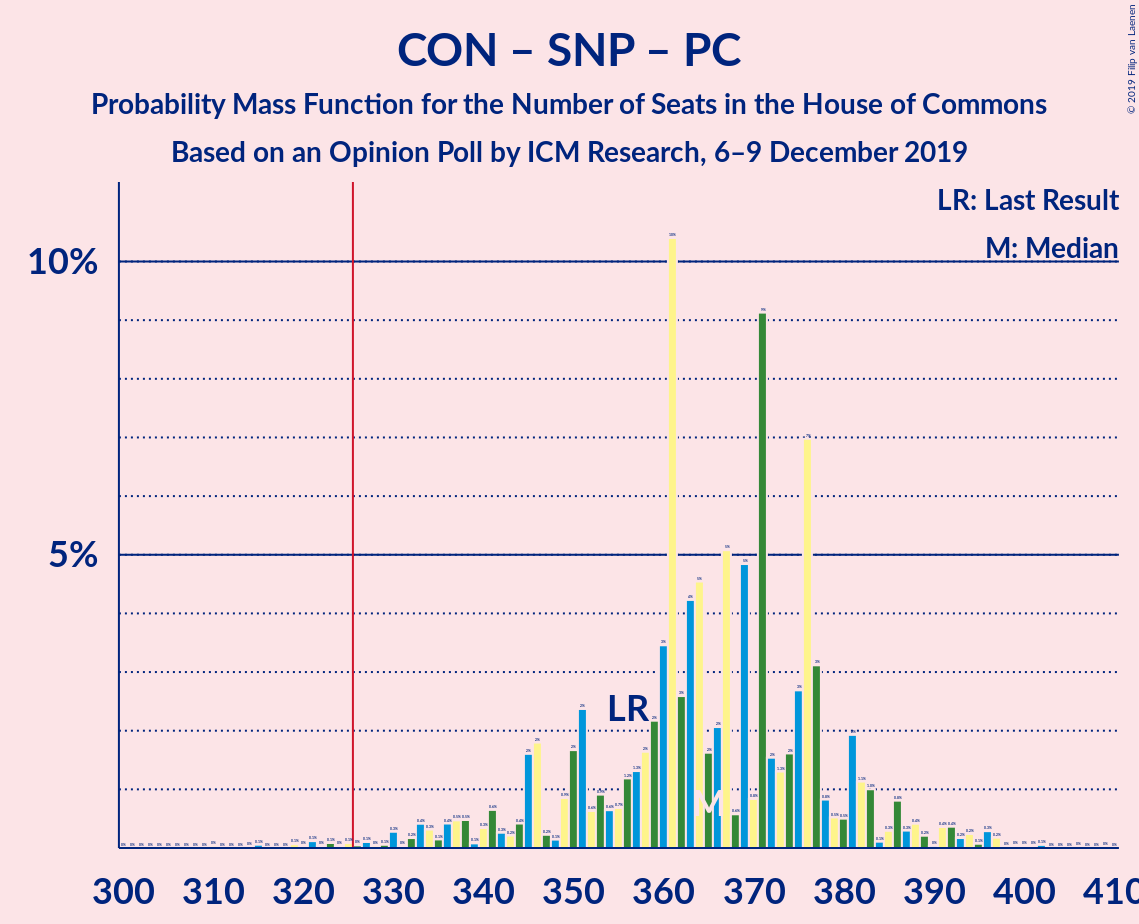 CON – SNP – PC
Probability Mass Function for the Number of Seats in the House of Commons
Based on an Opinion Poll by ICM Research, 6–9 December 2019
© 2019 Filip van Laenen
LR: Last Result
M: Median
10%
5%
LR
M
300 310 320 330 340 350 360 370 380 390 400 410